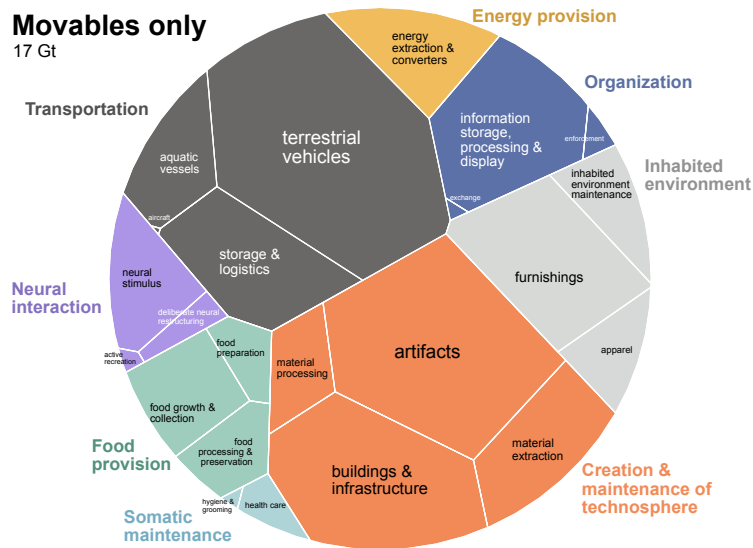 Movables only
17 Gt
Energy provision
energy
extraction &
converters
Transportation
Organization
terrestrial
vehicles
information
storage,
processing &
display
enforcement
aquatic
vessels
Inhabited
environment
inhabited
environment
maintenance
exchange
aircraft
storage &
logistics
furnishings
neural
stimulus
Neural
interaction
deliberate neural
restructuring
active
recreation
food
preparation
material
processing
artifacts
apparel
food growth &
collection
food
processing &
preservation
Food
provision
material
extraction
buildings &
infrastructure
Creation &
maintenance of
technosphere
hygiene &
grooming
health care
Somatic
maintenance